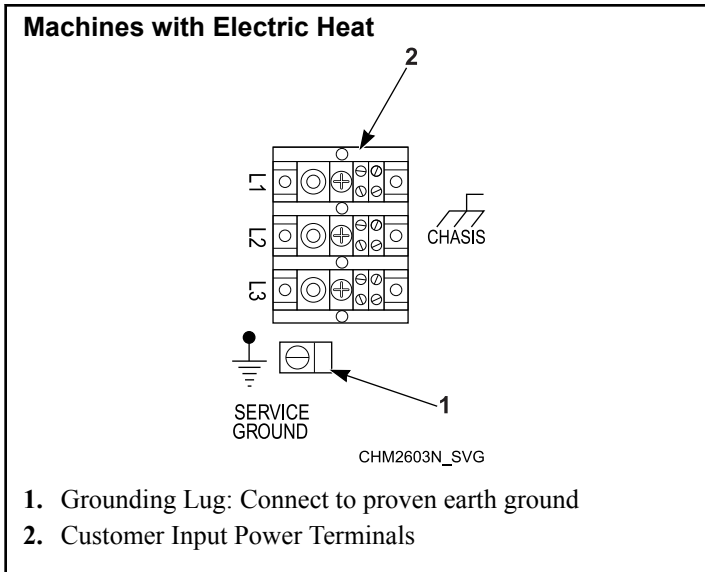 Machines with Electric Heat
2
L1
L2
L3
CHASIS
SERVICE
GROUND
1
CHM2603N_SVG
1. Grounding Lug: Connect to proven earth ground
2. Customer Input Power Terminals